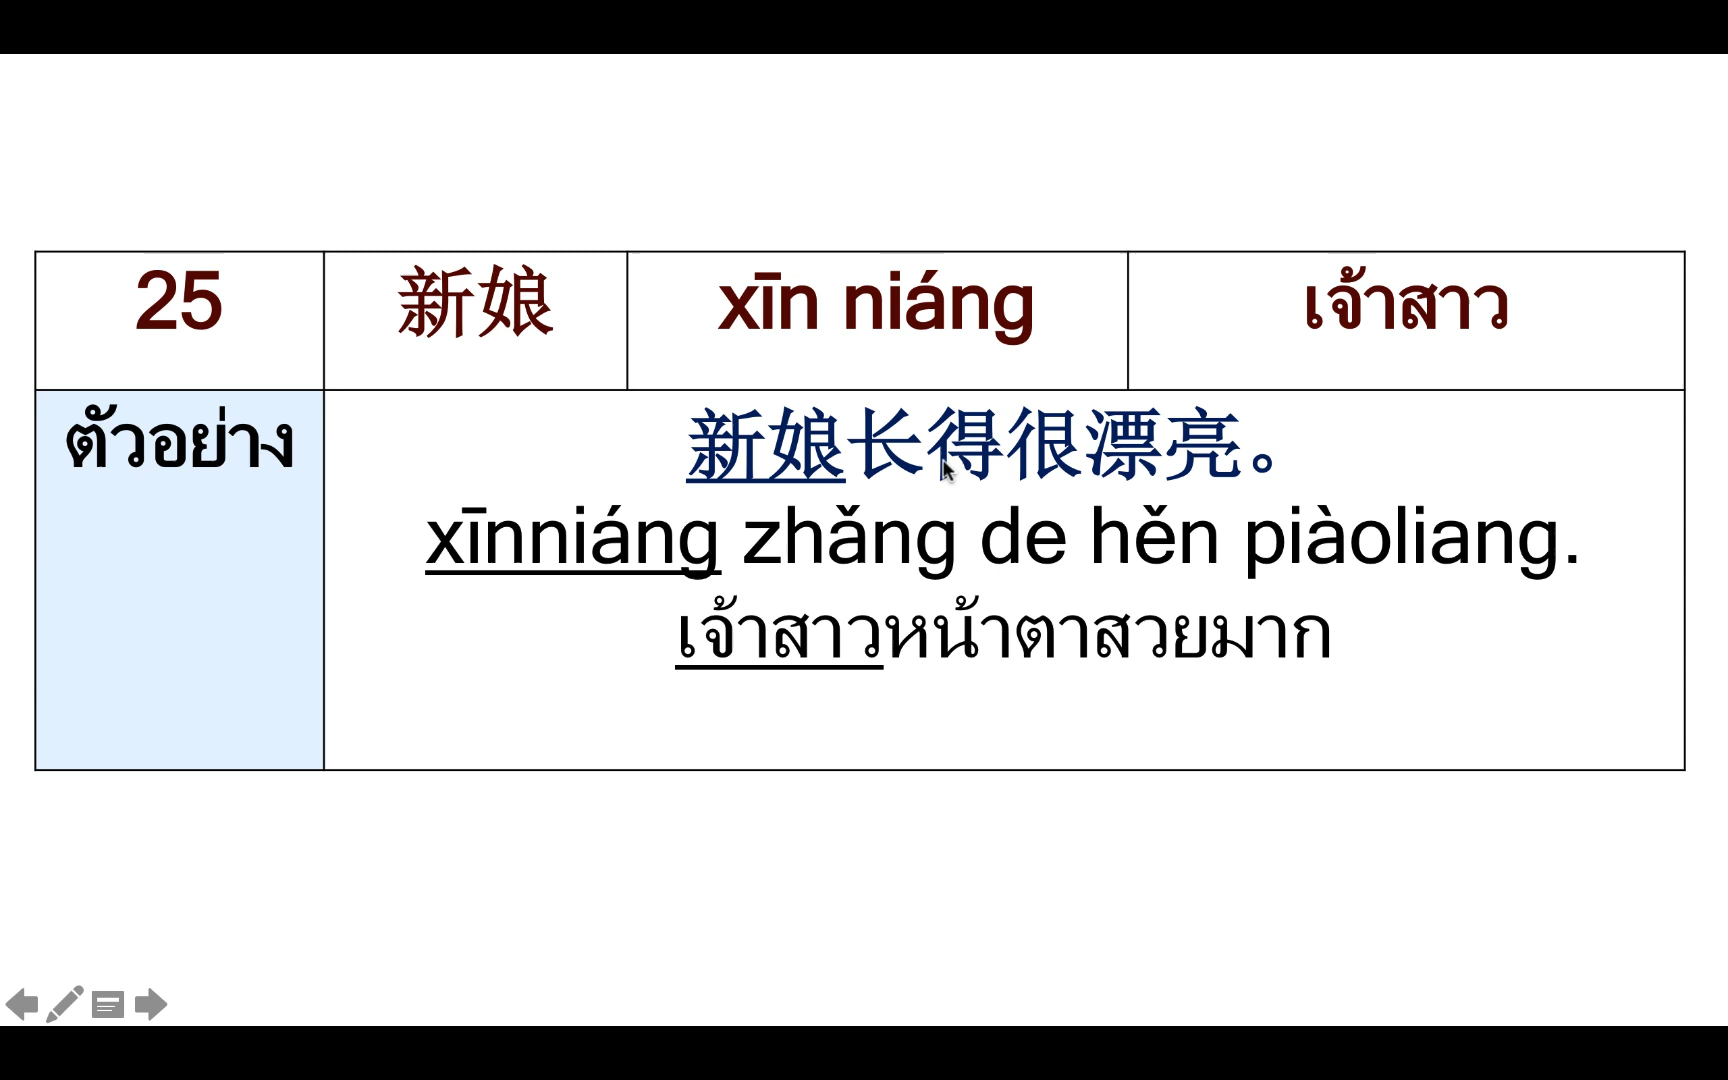 25 新娘 xīn niáng เจ้าสาว
ตัวอย่าง
新娘长得很漂亮。
xīnniáng zhǎng de hěn piàoliang.
เจ้าสาวหน้าตาสวยมาก